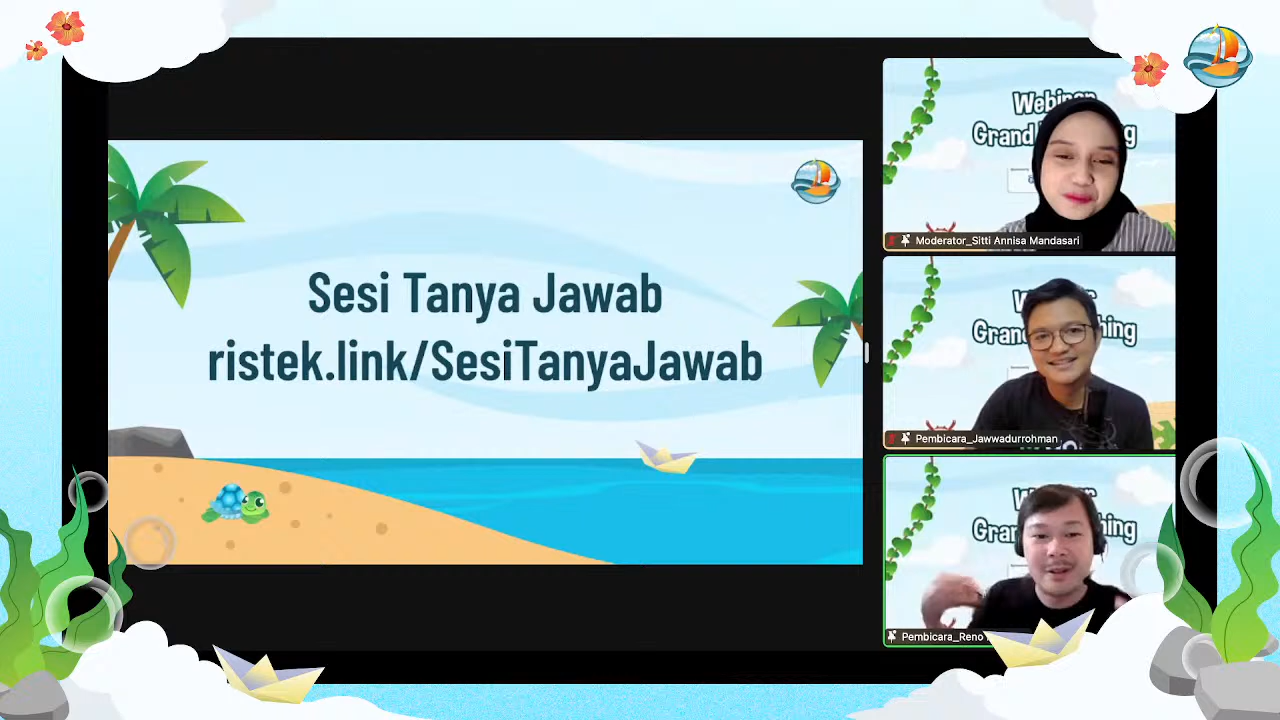 Sesi Tanya Jawab
ristek.link/SesiTanyaJawab
Moderator_Sitti Annisa Mandasari
Pembicara_Jawwadurrohman
Pembicara_Reno